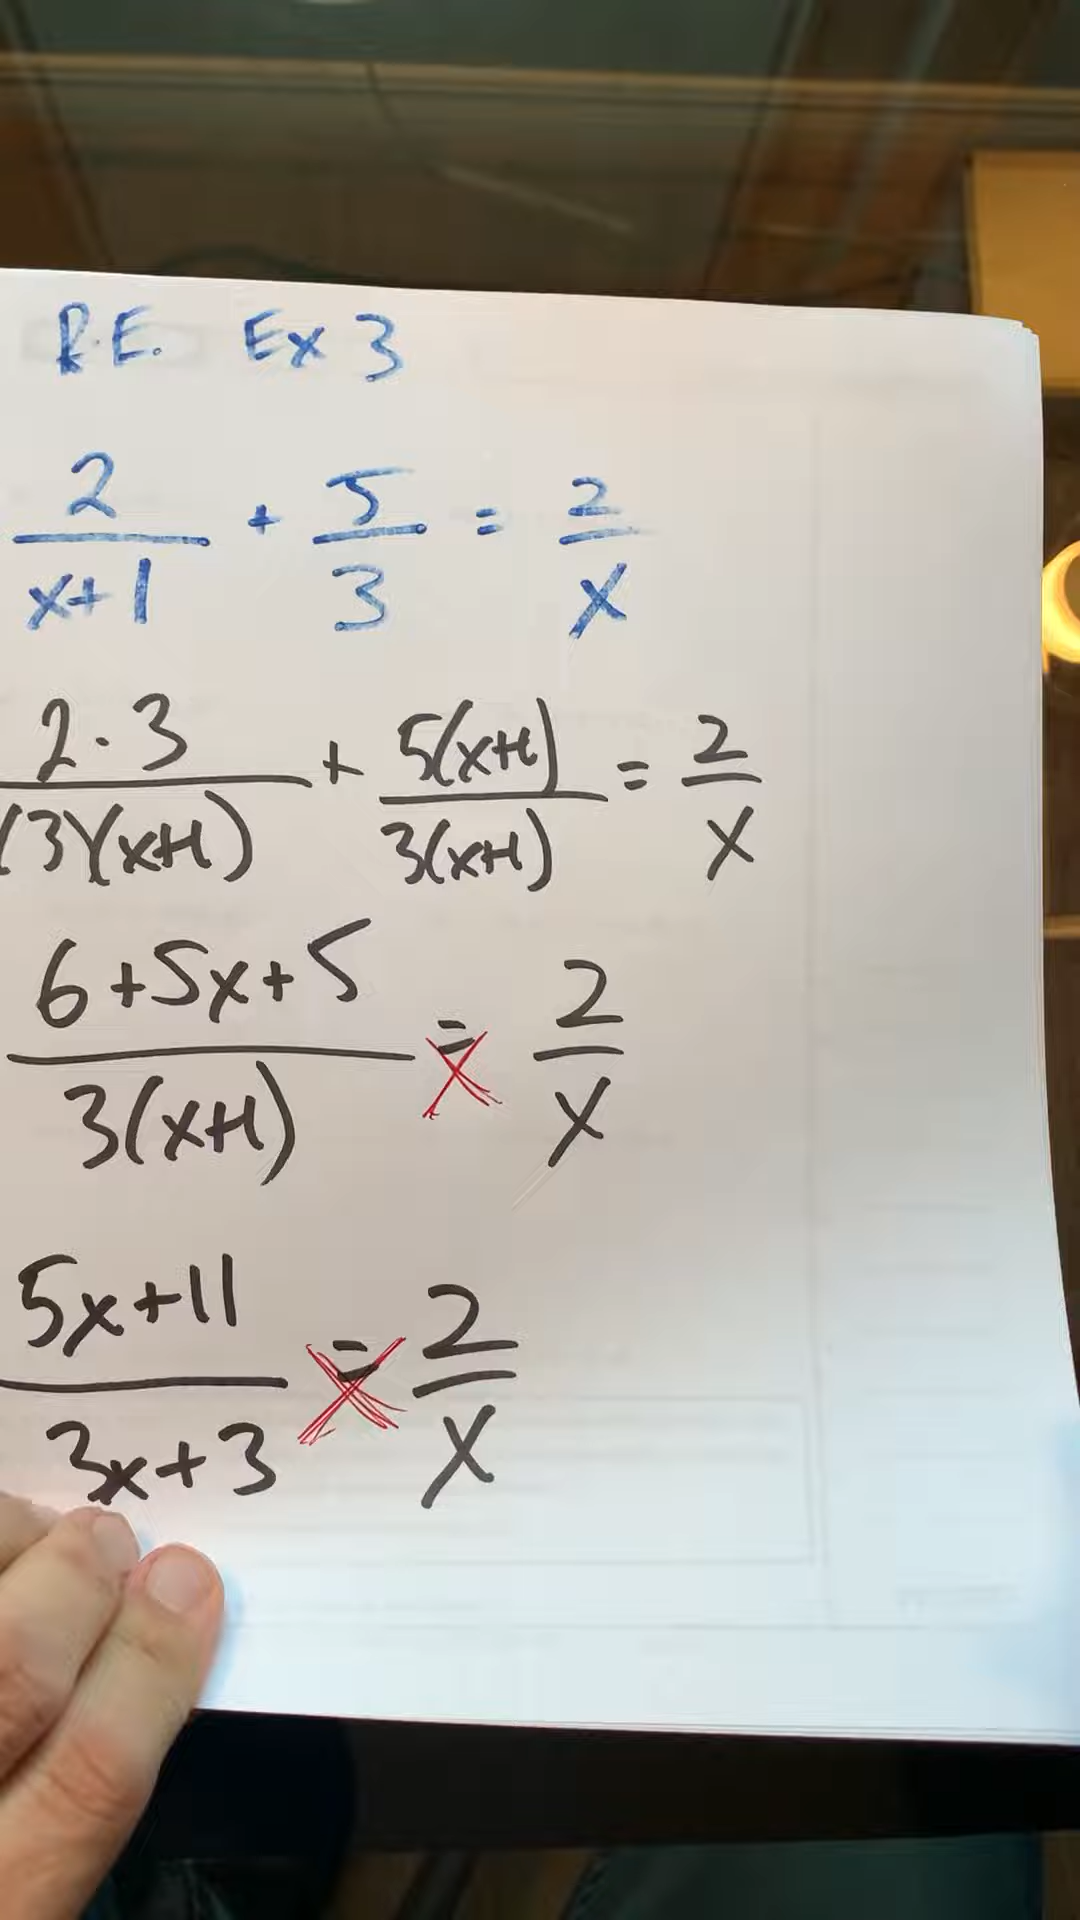 R.E. Ex 3
2/(x+1) + 5/3 = 2/x
2·3/((3)(x+1)) + 5(x+1)/(3(x+1)) = 2/x
(6+5x+5)/(3(x+1)) = 2/x
(5x+11)/(3x+3) = 2/x